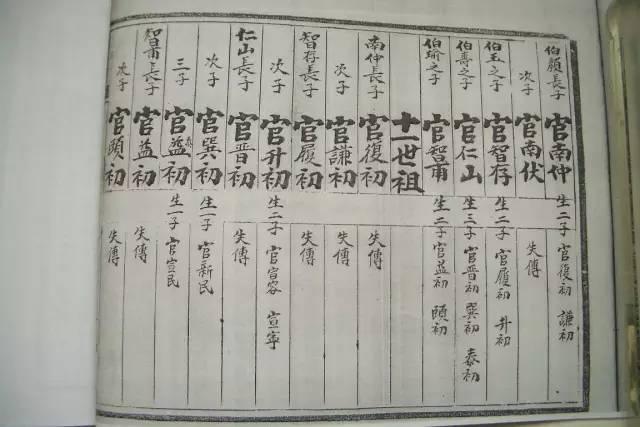 伯顏長子 官南仲 生二子 官復初 謙初
次子 官南伏 失傳
伯玉之子 官智存 生二子 官履初 升初
伯壽之子 官仁山 生三子 官晉初 巽初 泰初
伯瑜之子 官智甫 生二子 官益初 頤初
十一世祖
南仲長子 官復初 失傳
次子 官謙初 失傳
智存長子 官履初 失傳
次子 官升初 生二子 官宣容 宣寧
仁山長子 官晉初 失傳
次子 官巽初 生一子 官新民
三子 官泰初 生一子 官宣民
智甫長子 官益初 失傳
次子 官頤初 失傳